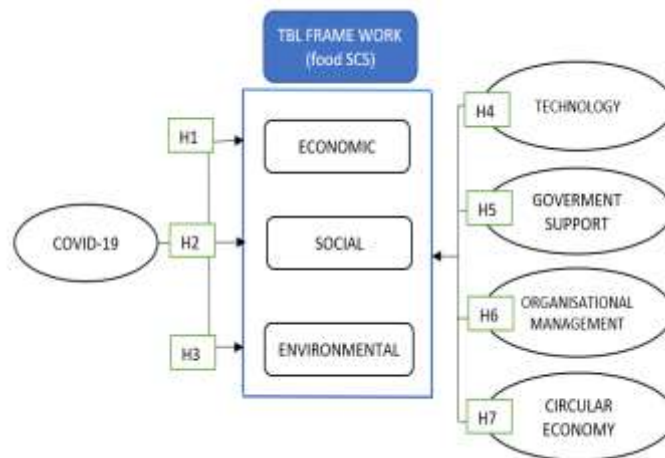 TBL FRAME WORK
(food SCS)
H1
ECONOMIC
H4
TECHNOLOGY
COVID-19
H2
SOCIAL
H5
GOVERMENT
SUPPORT
H3
ENVIRONMENTAL
H6
ORGANISATIONAL
MANAGEMENT
H7
CIRCULAR
ECONOMY